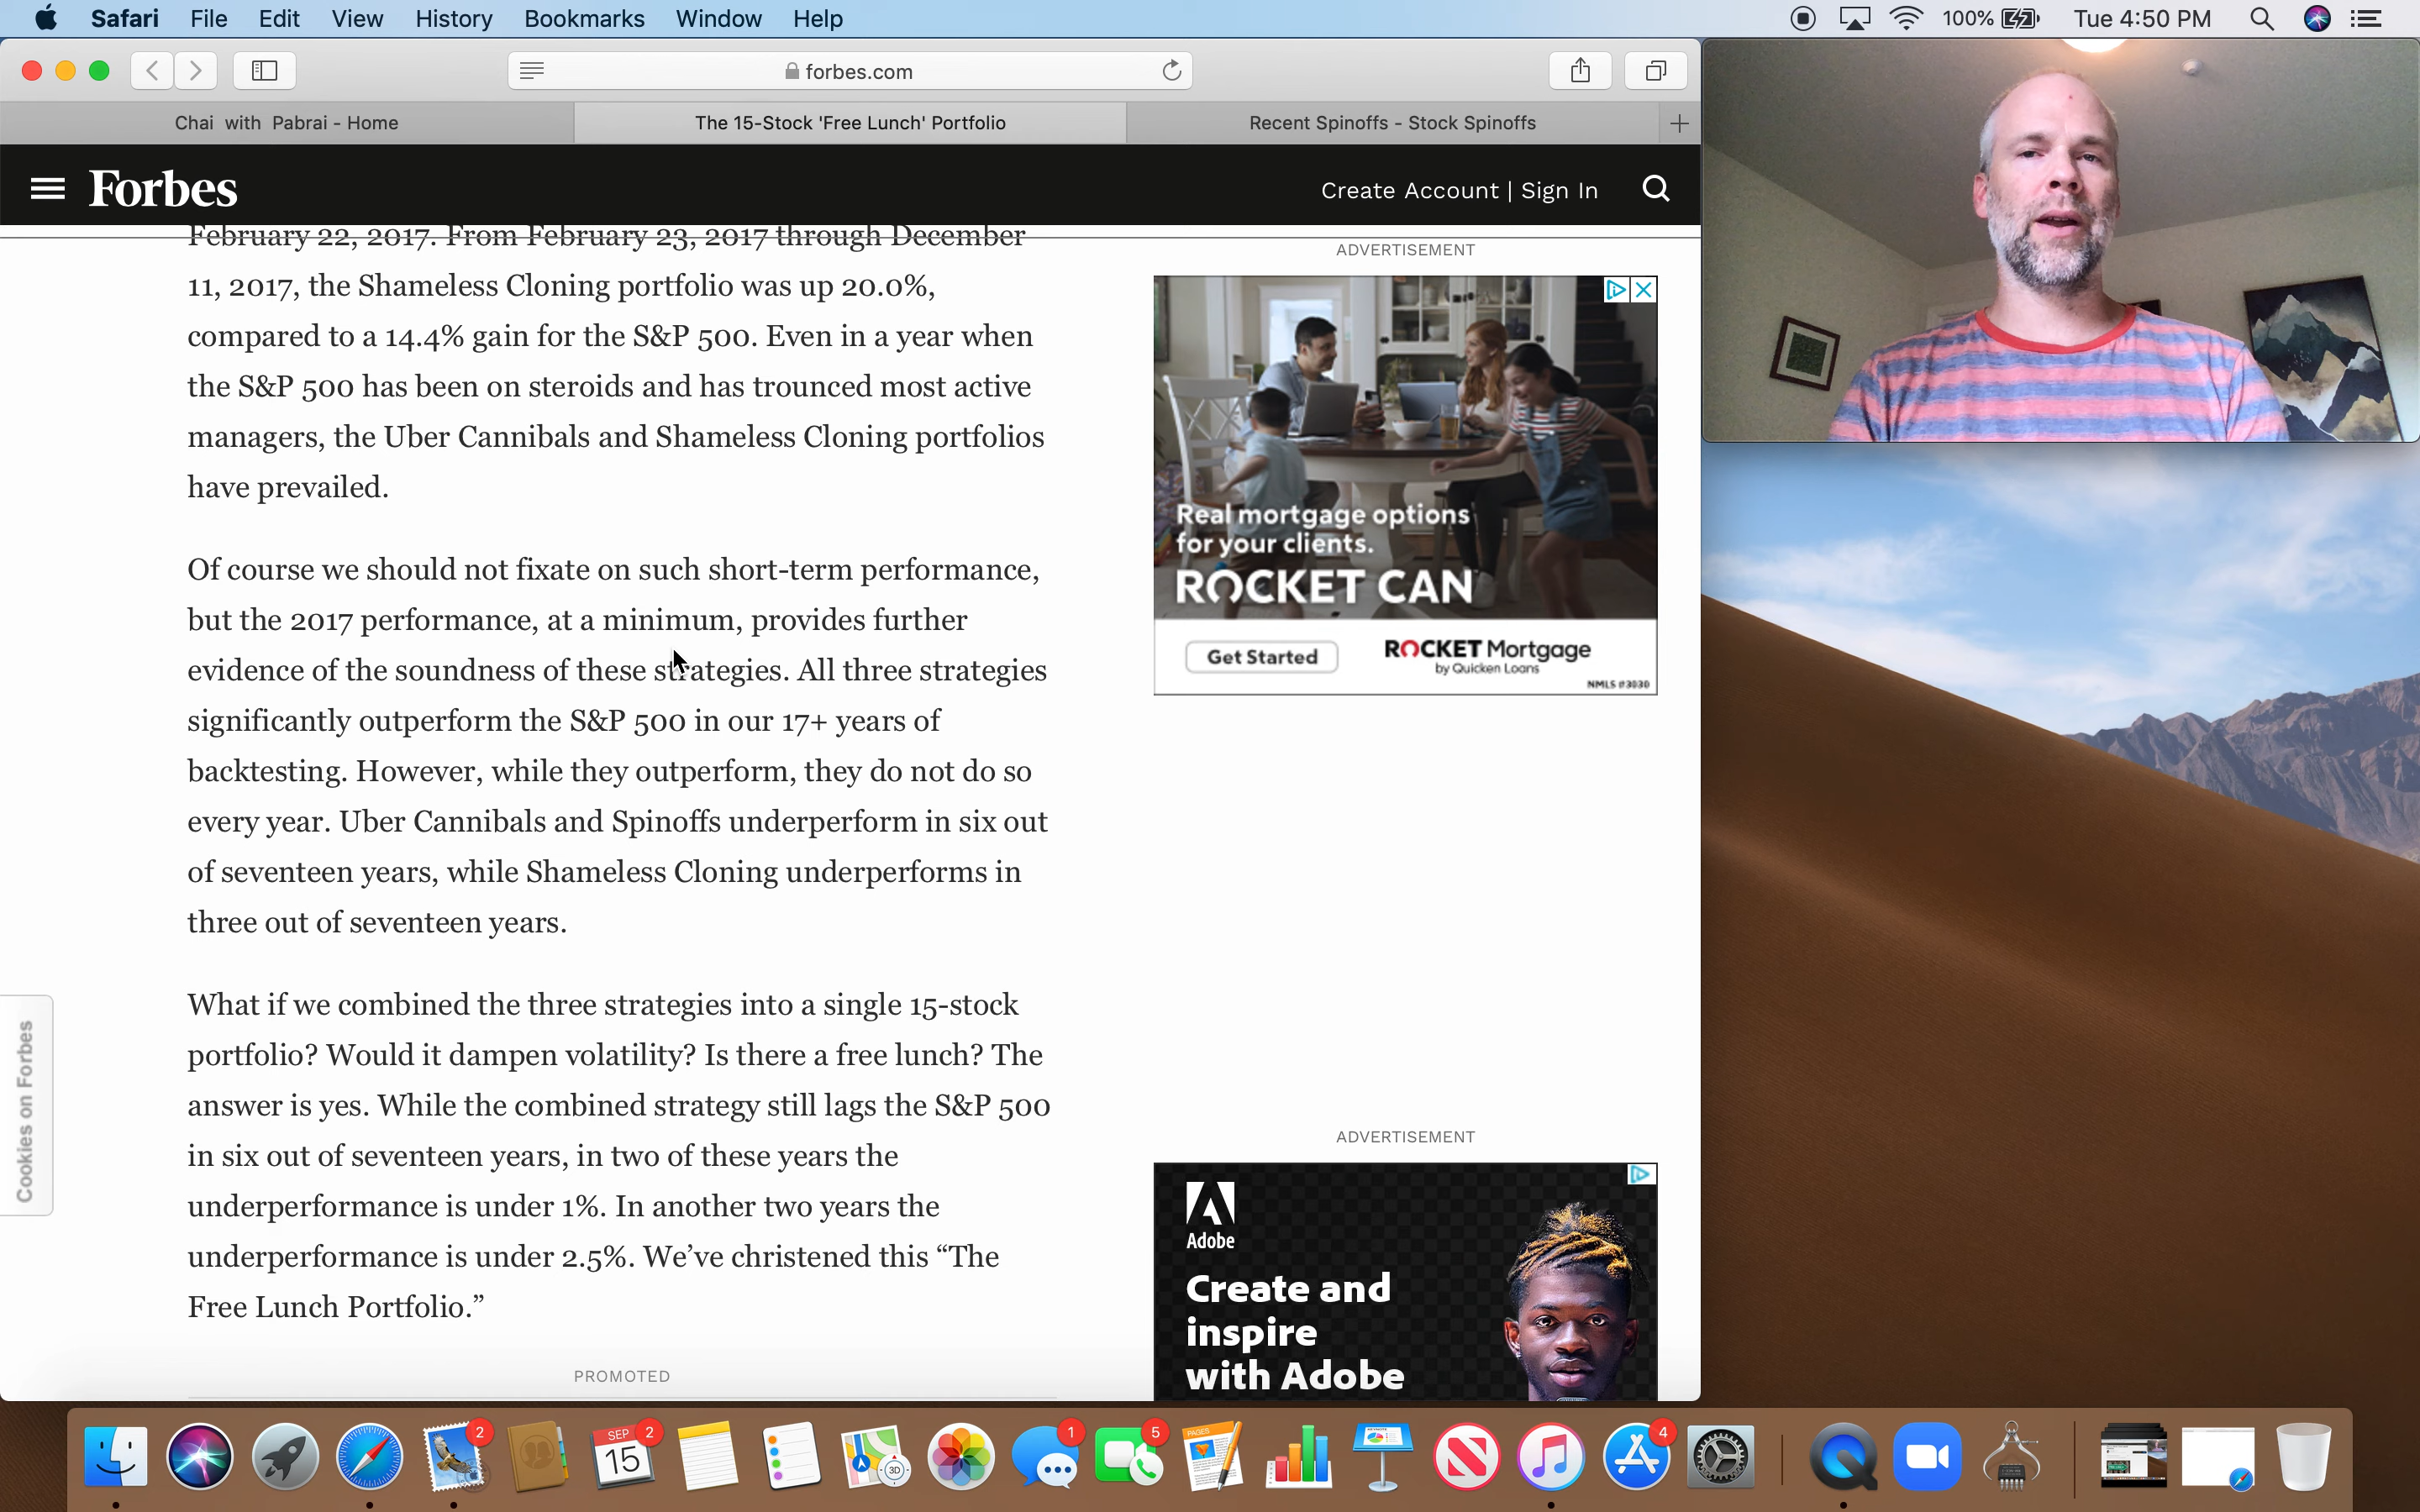 Safari File Edit View History Bookmarks Window Help 100% Tue 4:50 PM
forbes.com
Chai with Pabrai - Home The 15-Stock 'Free Lunch' Portfolio Recent Spinoffs - Stock Spinoffs
Forbes Create Account | Sign In
February 22, 2017. From February 23, 2017 through December
11, 2017, the Shameless Cloning portfolio was up 20.0%,
compared to a 14.4% gain for the S&P 500. Even in a year when
the S&P 500 has been on steroids and has trounced most active
managers, the Uber Cannibals and Shameless Cloning portfolios
have prevailed.
Of course we should not fixate on such short-term performance,
but the 2017 performance, at a minimum, provides further
evidence of the soundness of these strategies. All three strategies
significantly outperform the S&P 500 in our 17+ years of
backtesting. However, while they outperform, they do not do so
every year. Uber Cannibals and Spinoffs underperform in six out
of seventeen years, while Shameless Cloning underperforms in
three out of seventeen years.
What if we combined the three strategies into a single 15-stock
portfolio? Would it dampen volatility? Is there a free lunch? The
answer is yes. While the combined strategy still lags the S&P 500
in six out of seventeen years, in two of these years the
underperformance is under 1%. In another two years the
underperformance is under 2.5%. We've christened this “The
Free Lunch Portfolio.”
PROMOTED
Cookies on Forbes
ADVERTISEMENT
Real mortgage options
for your clients.
ROCKET CAN
Get Started ROCKET Mortgage
by Quicken Loans
NMLS #3030
ADVERTISEMENT
Adobe
Create and
inspire
with Adobe
2
SEP 2
15
3D
1
5
PAGES
4